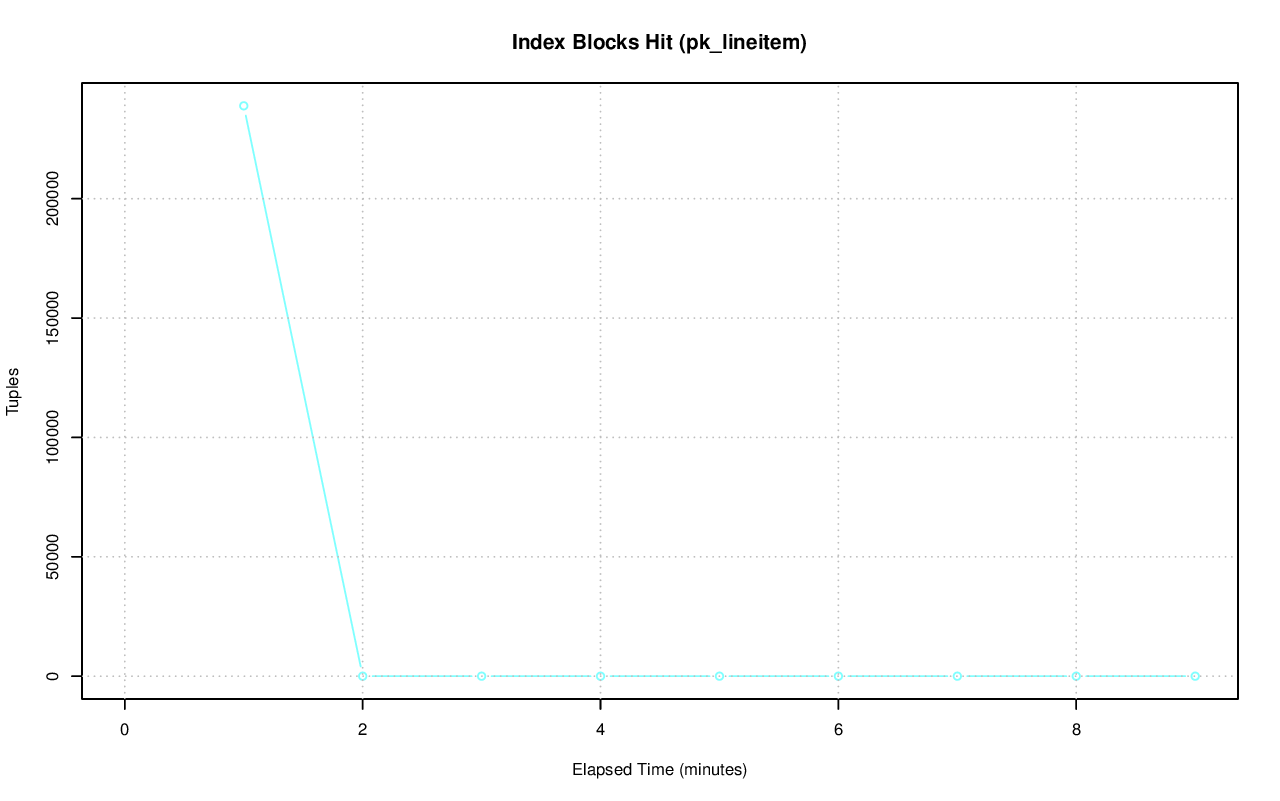 Index Blocks Hit (pk_lineitem)
Tuples
200000
150000
100000
50000
0
0 2 4 6 8
Elapsed Time (minutes)